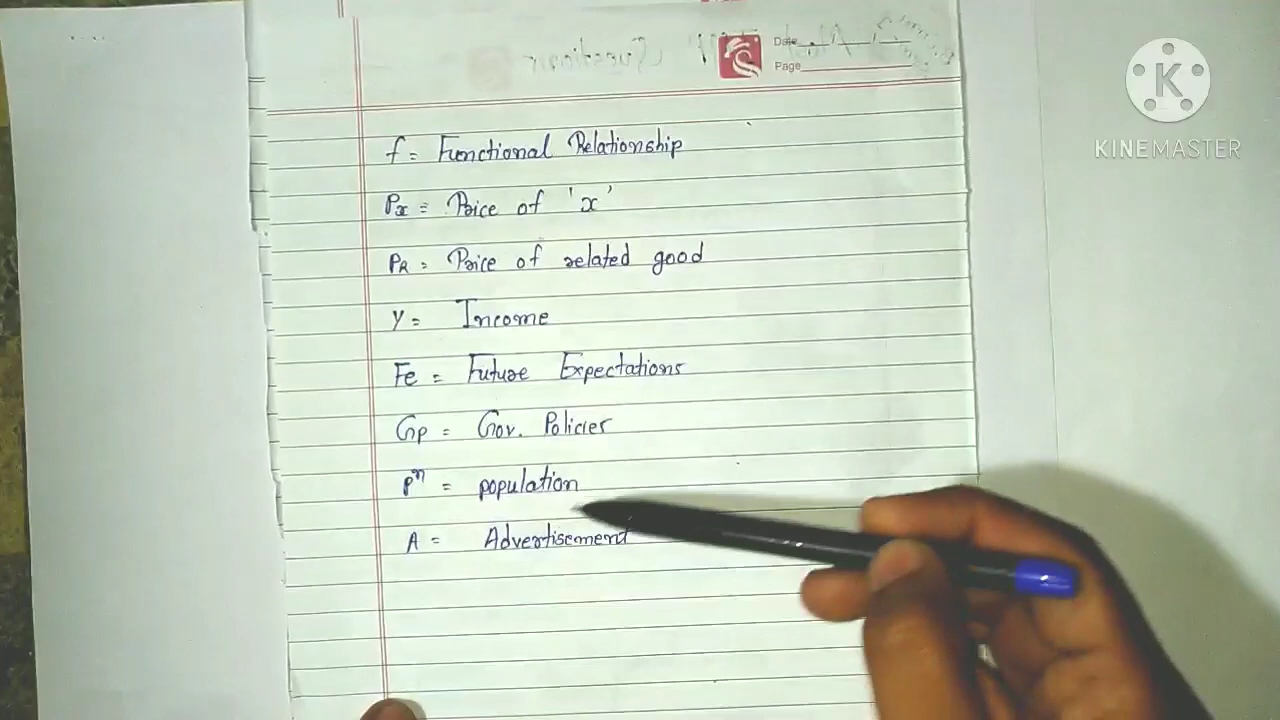 Date
Page
K
KINEMASTER
f = Functional Relationship
Px = Price of 'x'
PR = Price of related good
Y = Income
Fe = Future Expectations
Gp = Gov. Policies
Pⁿ = population
A = Advertisement